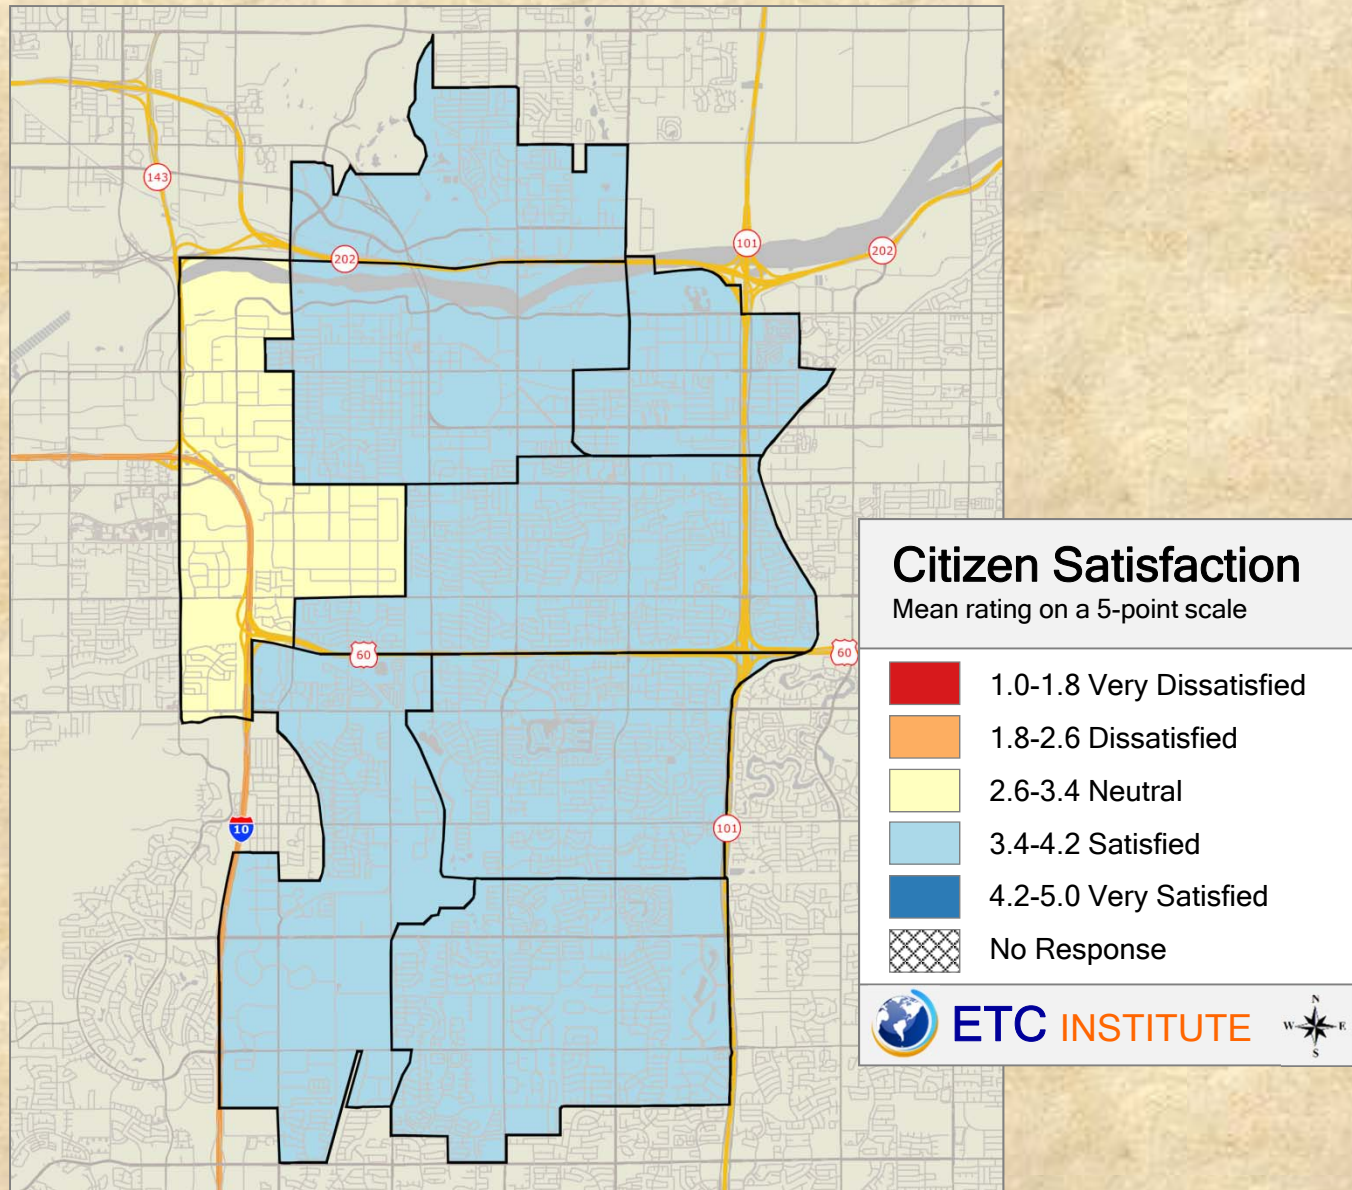 143
202
101
202
60
60
10
101
Citizen Satisfaction
Mean rating on a 5-point scale
1.0-1.8 Very Dissatisfied
1.8-2.6 Dissatisfied
2.6-3.4 Neutral
3.4-4.2 Satisfied
4.2-5.0 Very Satisfied
No Response
ETC INSTITUTE
N
W E
S